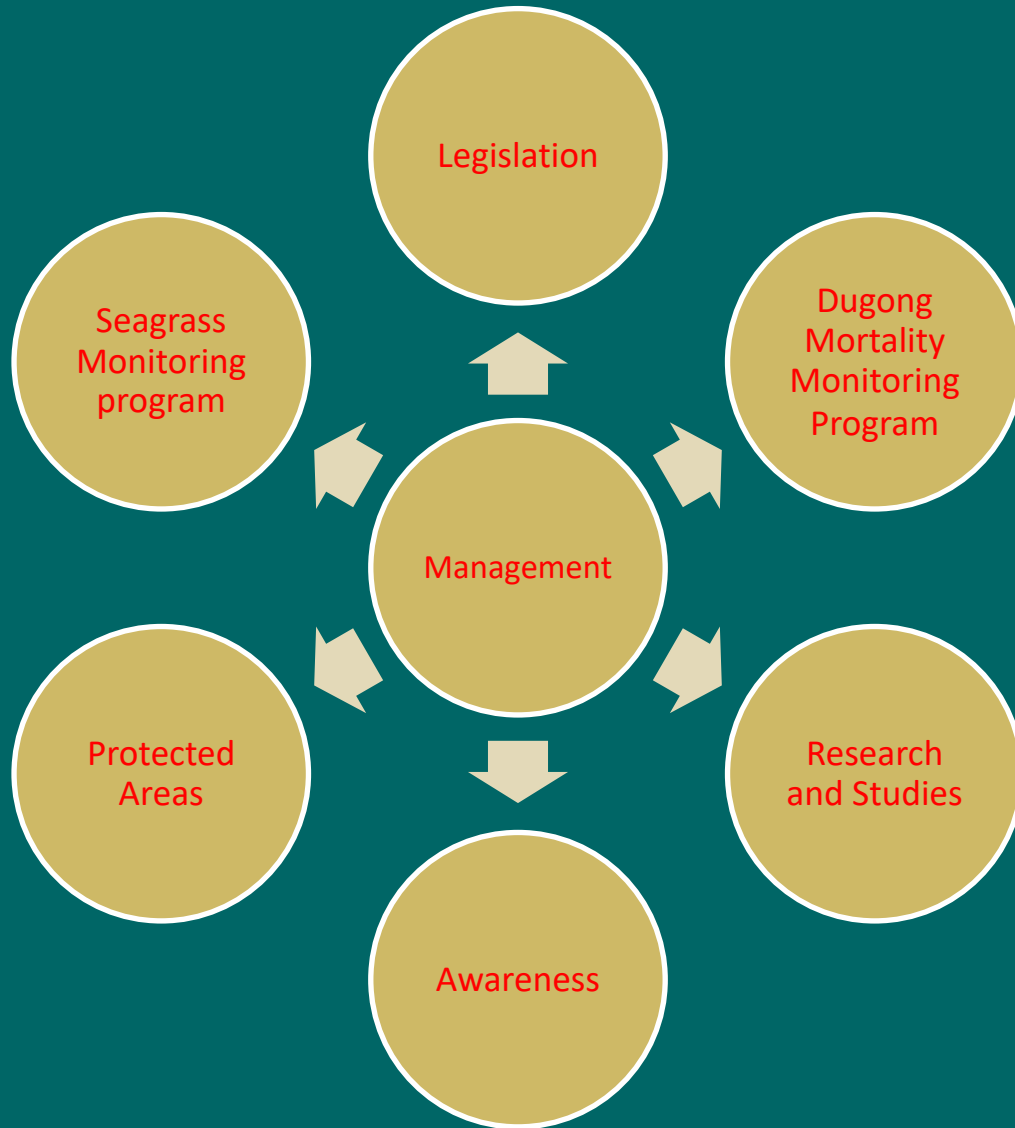 Legislation
Seagrass
Monitoring
program
Dugong
Mortality
Monitoring
Program
Management
Protected
Areas
Research
and Studies
Awareness